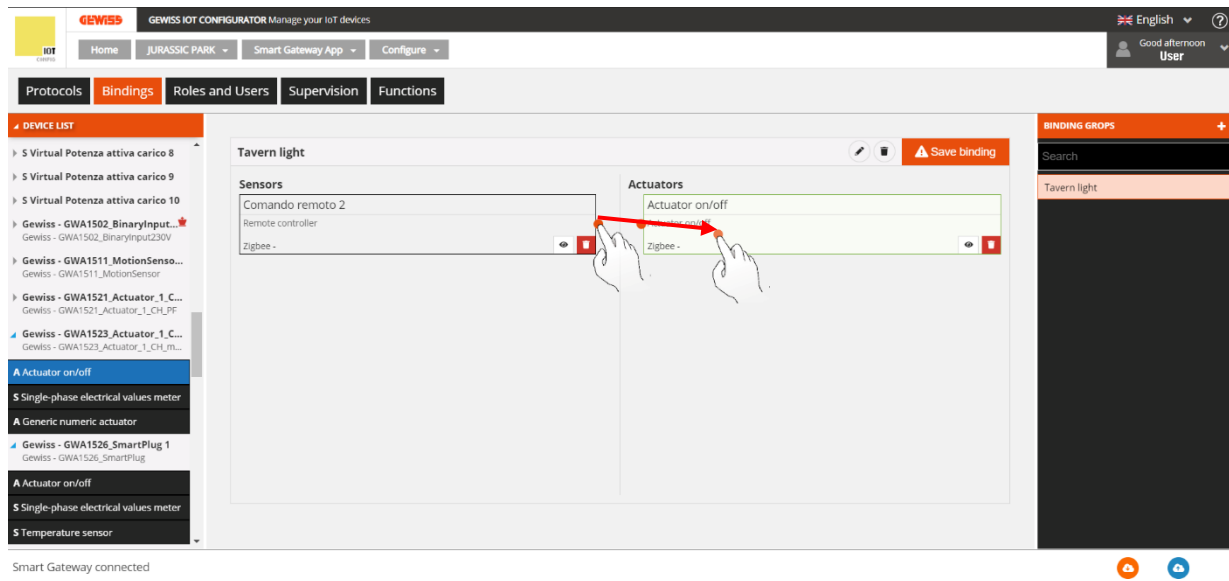 GEWISS GEWISS IOT CONFIGURATOR Manage your IoT devices
English
?
IOT
CAMPUS
Home JURASSIC PARK Smart Gateway App Configure
Good afternoon
User
Protocols Bindings Roles and Users Supervision Functions
DEVICE LIST
S Virtual Potenza attiva carico 8
S Virtual Potenza attiva carico 9
S Virtual Potenza attiva carico 10
Gewiss - GWA1502_BinaryInput...
Gewiss - GWA1502_BinaryInput230V
Gewiss - GWA1511_MotionSenso...
Gewiss - GWA1511_MotionSensor
Gewiss - GWA1521_Actuator_1_C...
Gewiss - GWA1521_Actuator_1_CH_PF
Gewiss - GWA1523_Actuator_1_C...
Gewiss - GWA1523_Actuator_1_CH_m...
A Actuator on/off
S Single-phase electrical values meter
A Generic numeric actuator
Gewiss - GWA1526_SmartPlug 1
Gewiss - GWA1526_SmartPlug
A Actuator on/off
S Single-phase electrical values meter
S Temperature sensor
Tavern light
Save binding
Sensors
Comando remoto 2
Remote controller
Zigbee -
Actuators
Actuator on/off
Actuator on/off
Zigbee -
BINDING GROPS +
Search
Tavern light
Smart Gateway connected